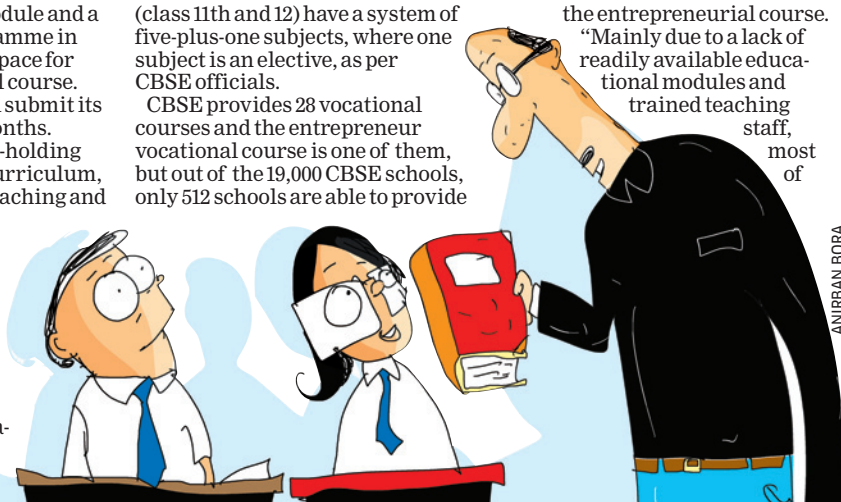 dule and a
amme in
pace for
l course.
submit its
onths.
-holding
urriculum,
aching and
a-
(class 11th and 12) have a system of
five-plus-one subjects, where one
subject is an elective, as per
CBSE officials.
CBSE provides 28 vocational
courses and the entrepreneur
vocational course is one of them,
but out of the 19,000 CBSE schools,
only 512 schools are able to provide
the entrepreneurial course.
“Mainly due to a lack of
readily available educa-
tional modules and
trained teaching
staff,
most
of
ANIRBAN BORA